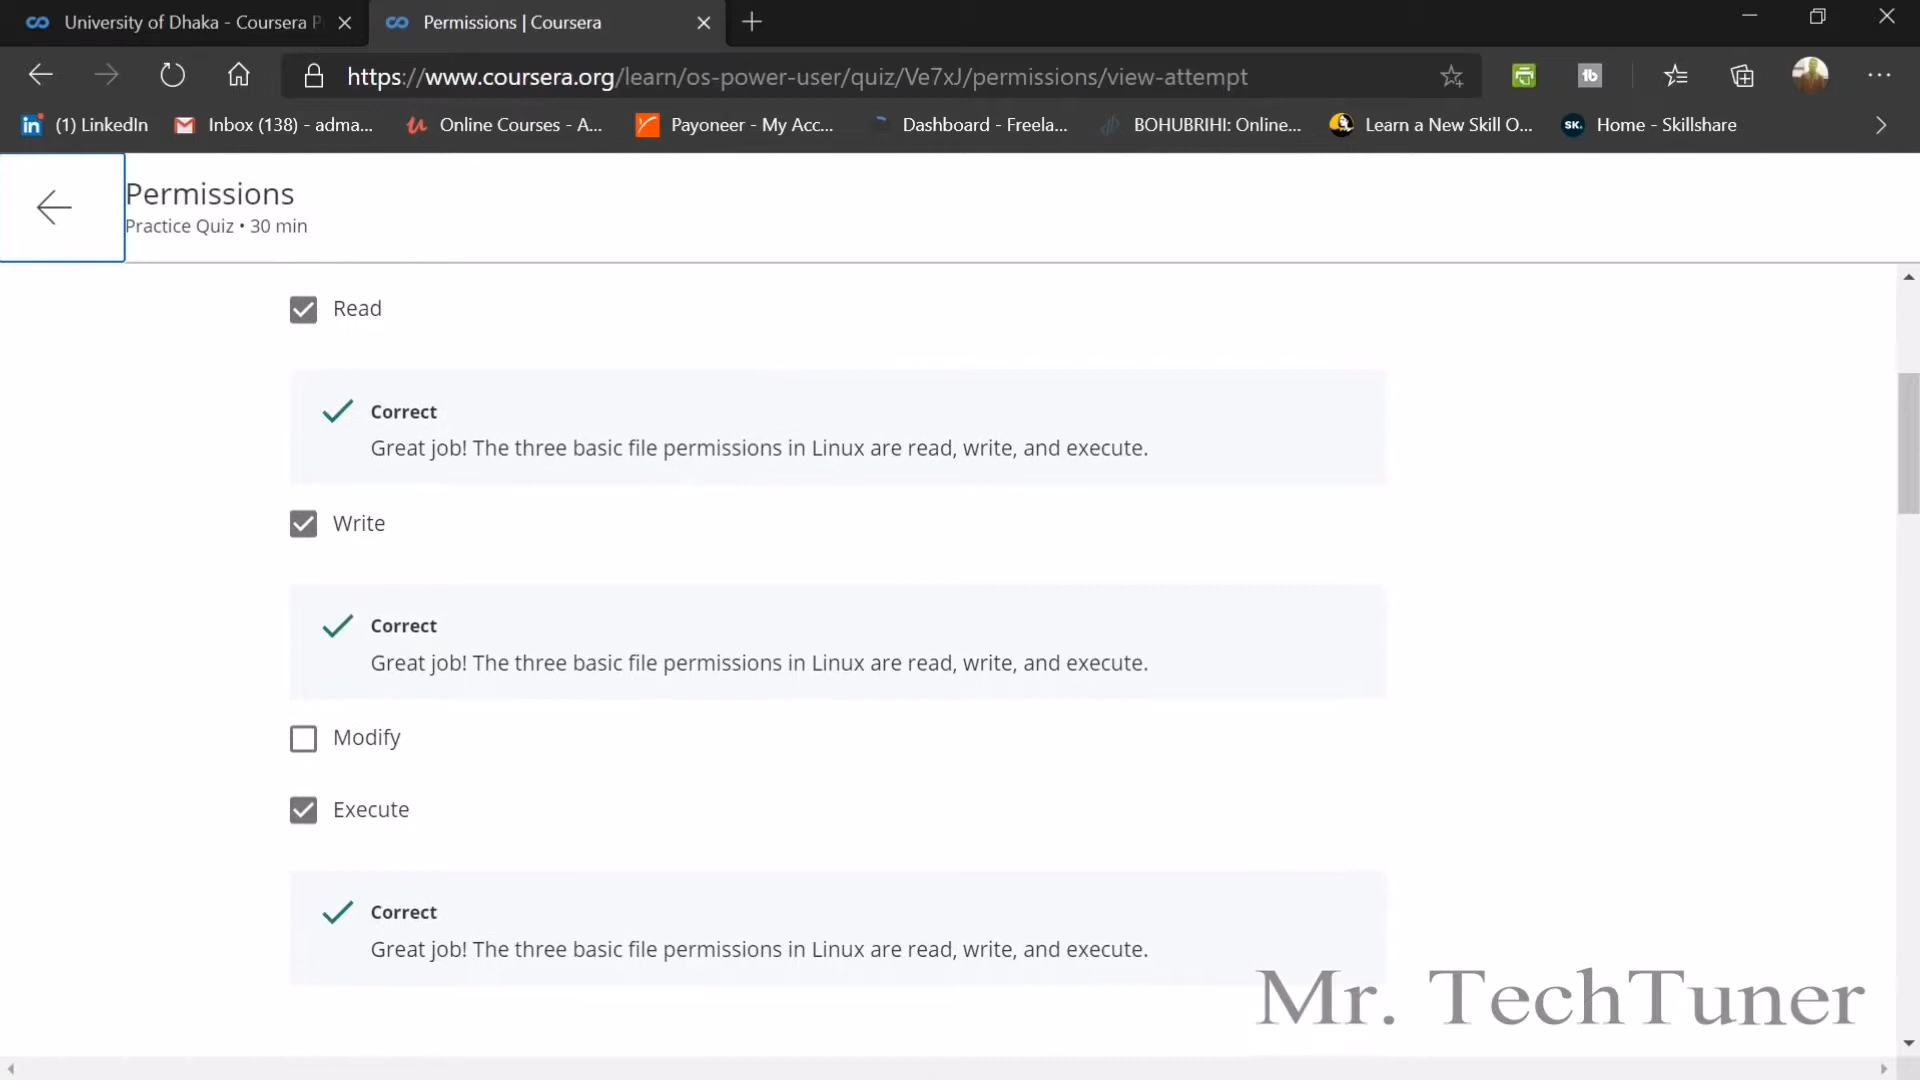 University of Dhaka - Coursera P
Permissions | Coursera
https://www.coursera.org/learn/os-power-user/quiz/Ve7xJ/permissions/view-attempt
(1) LinkedIn
Inbox (138) - adma...
Online Courses - A...
Payoneer - My Acc...
Dashboard - Freela...
BOHUBRIHI: Online...
Learn a New Skill O...
SK. Home - Skillshare
Permissions
Practice Quiz • 30 min
Read
Correct
Great job! The three basic file permissions in Linux are read, write, and execute.
Write
Correct
Great job! The three basic file permissions in Linux are read, write, and execute.
Modify
Execute
Correct
Great job! The three basic file permissions in Linux are read, write, and execute.
Mr. TechTuner